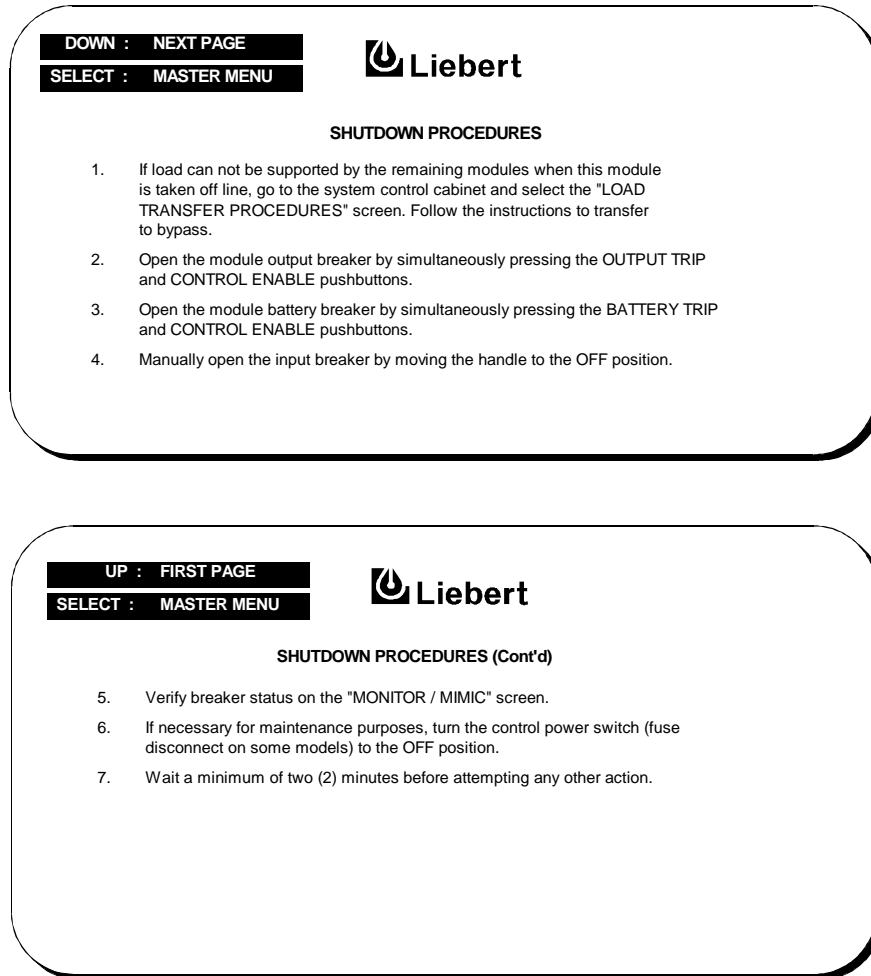 DOWN : NEXT PAGE
SELECT : MASTER MENU
Liebert
SHUTDOWN PROCEDURES
1. If load can not be supported by the remaining modules when this module
is taken off line, go to the system control cabinet and select the "LOAD
TRANSFER PROCEDURES" screen. Follow the instructions to transfer
to bypass.
2. Open the module output breaker by simultaneously pressing the OUTPUT TRIP
and CONTROL ENABLE pushbuttons.
3. Open the module battery breaker by simultaneously pressing the BATTERY TRIP
and CONTROL ENABLE pushbuttons.
4. Manually open the input breaker by moving the handle to the OFF position.
UP : FIRST PAGE
SELECT : MASTER MENU
Liebert
SHUTDOWN PROCEDURES (Cont'd)
5. Verify breaker status on the "MONITOR / MIMIC" screen.
6. If necessary for maintenance purposes, turn the control power switch (fuse
disconnect on some models) to the OFF position.
7. Wait a minimum of two (2) minutes before attempting any other action.